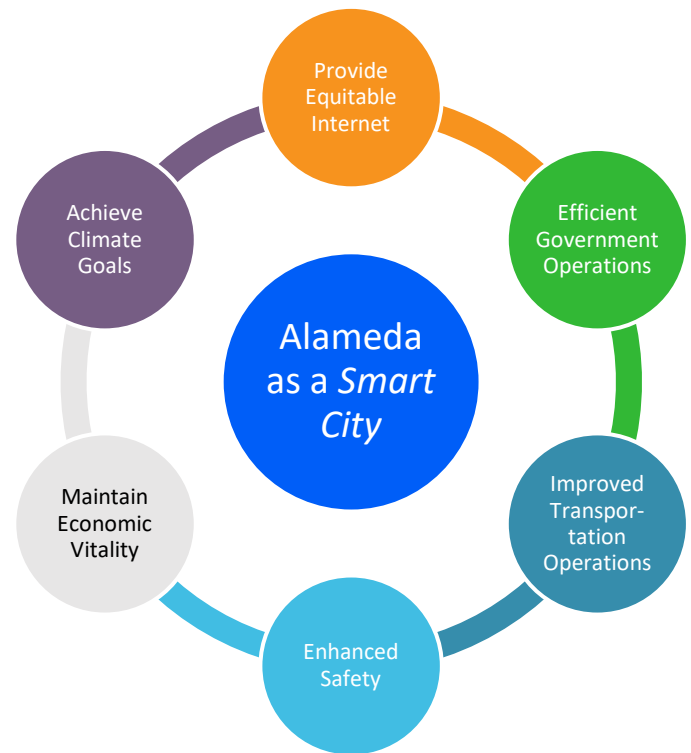 Provide
Equitable
Internet
Efficient
Government
Operations
Improved
Transpor-
tation
Operations
Enhanced
Safety
Maintain
Economic
Vitality
Achieve
Climate
Goals
Alameda
as a Smart
City